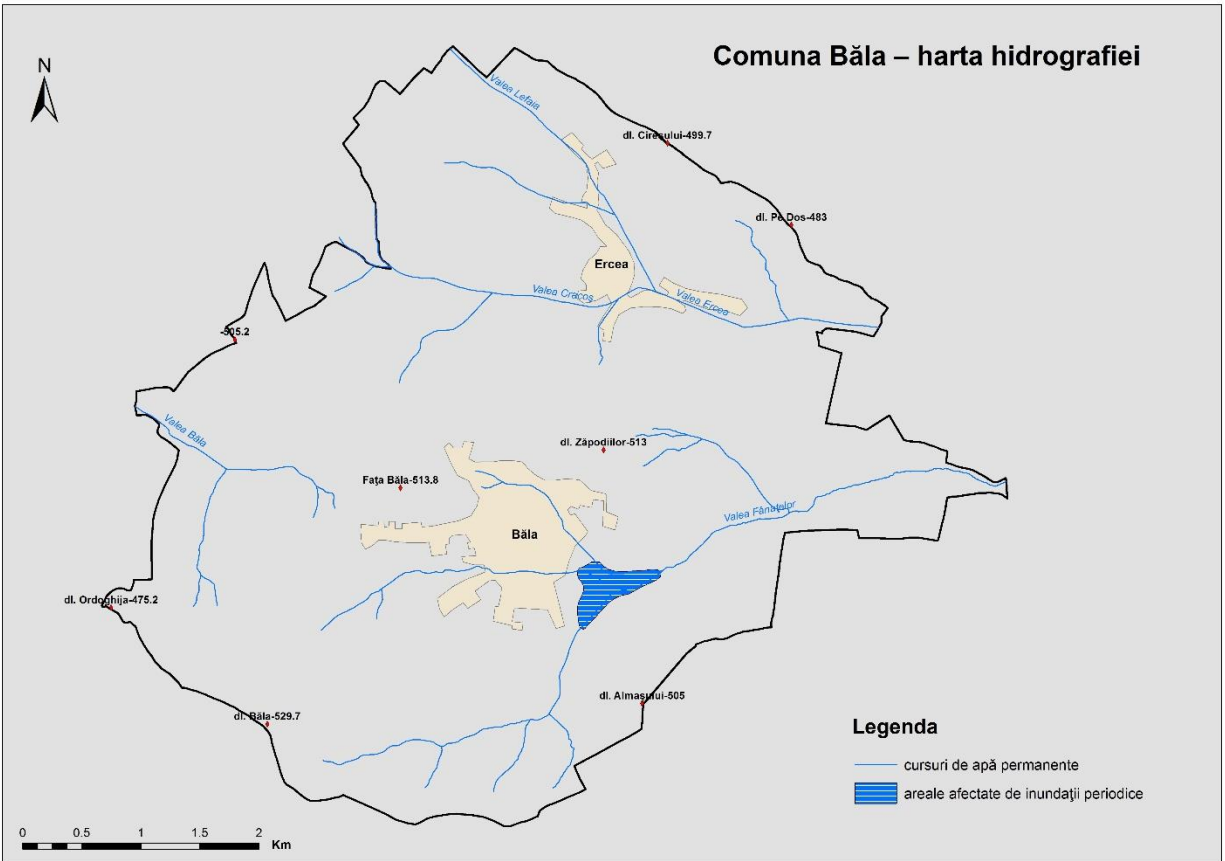 Comuna Băla – harta hidrografiei
N
Valea Lefaia
dl. Cireșului-499.7
dl. Pe Dos-483
Ercea
Valea Cracoș
Valea Ercea
-505.2
Valea Băla
dl. Zăpodiilor-513
Fața Băla-513.8
Valea Fânațelor
Băla
dl. Ordoghija-475.2
dl. Almașului-505
dl. Băla-529.7
Legenda
cursuri de apă permanente
areale afectate de inundații periodice
0 0.5 1 1.5 2
Km